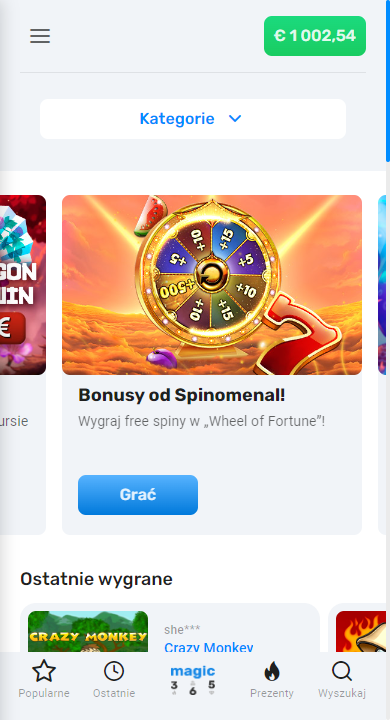 € 1 002,54
Kategorie
+10 +15
5+ +5
+500 +10
+10 +15
GON
WIN
€
Bonusy od Spinomenal!
ursie
Wygraj free spiny w „Wheel of Fortune”!
Grać
Ostatnie wygrane
CRAZY MONKEY
she***
Crazy Monkey
magic
3 6 5
Popularne
Ostatnie
Prezenty
Wyszukaj